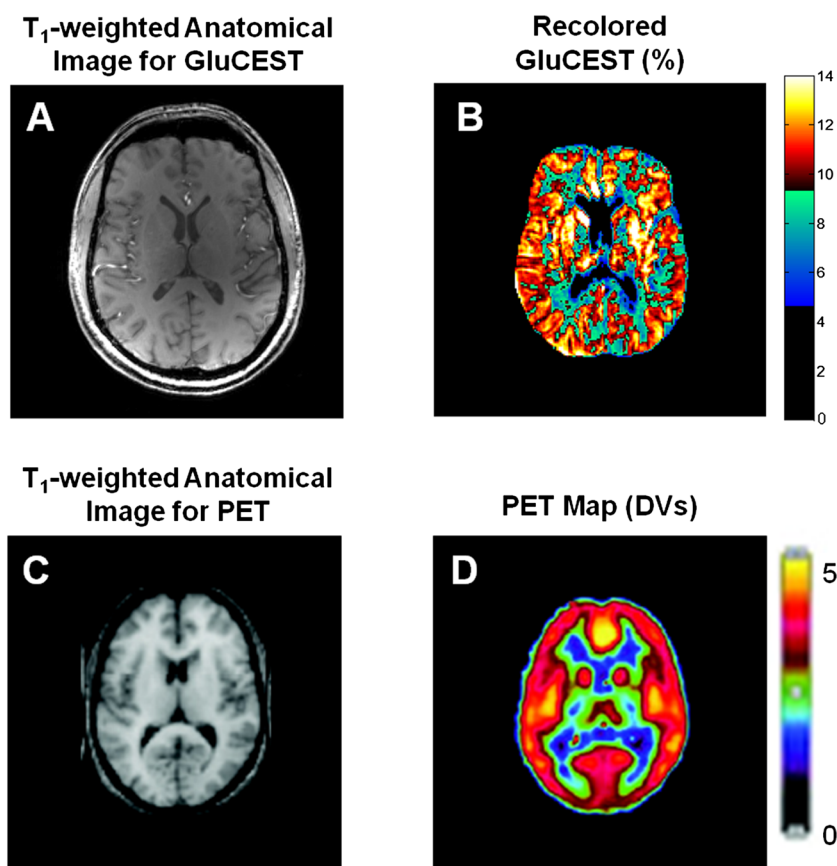 T₁-weighted Anatomical
Image for GluCEST
Recolored
GluCEST (%)
A
B
14
12
10
8
6
4
2
0
T₁-weighted Anatomical
Image for PET
PET Map (DVs)
C
D
5
0